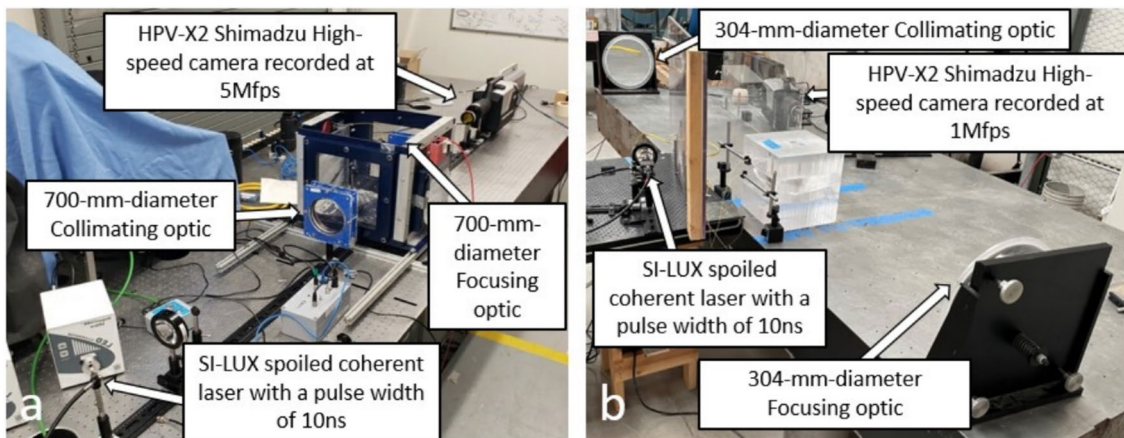 HPV-X2 Shimadzu High-
speed camera recorded at
5Mfps
700-mm-diameter
Collimating optic
700-mm-
diameter
Focusing
optic
SI-LUX spoiled
coherent
laser with a pulse width
of 10ns
a
304-mm-diameter Collimating optic
HPV-X2 Shimadzu High-
speed camera recorded at
1Mfps
SI-LUX spoiled
coherent laser with a
pulse width of 10ns
304-mm-diameter
Focusing optic
b